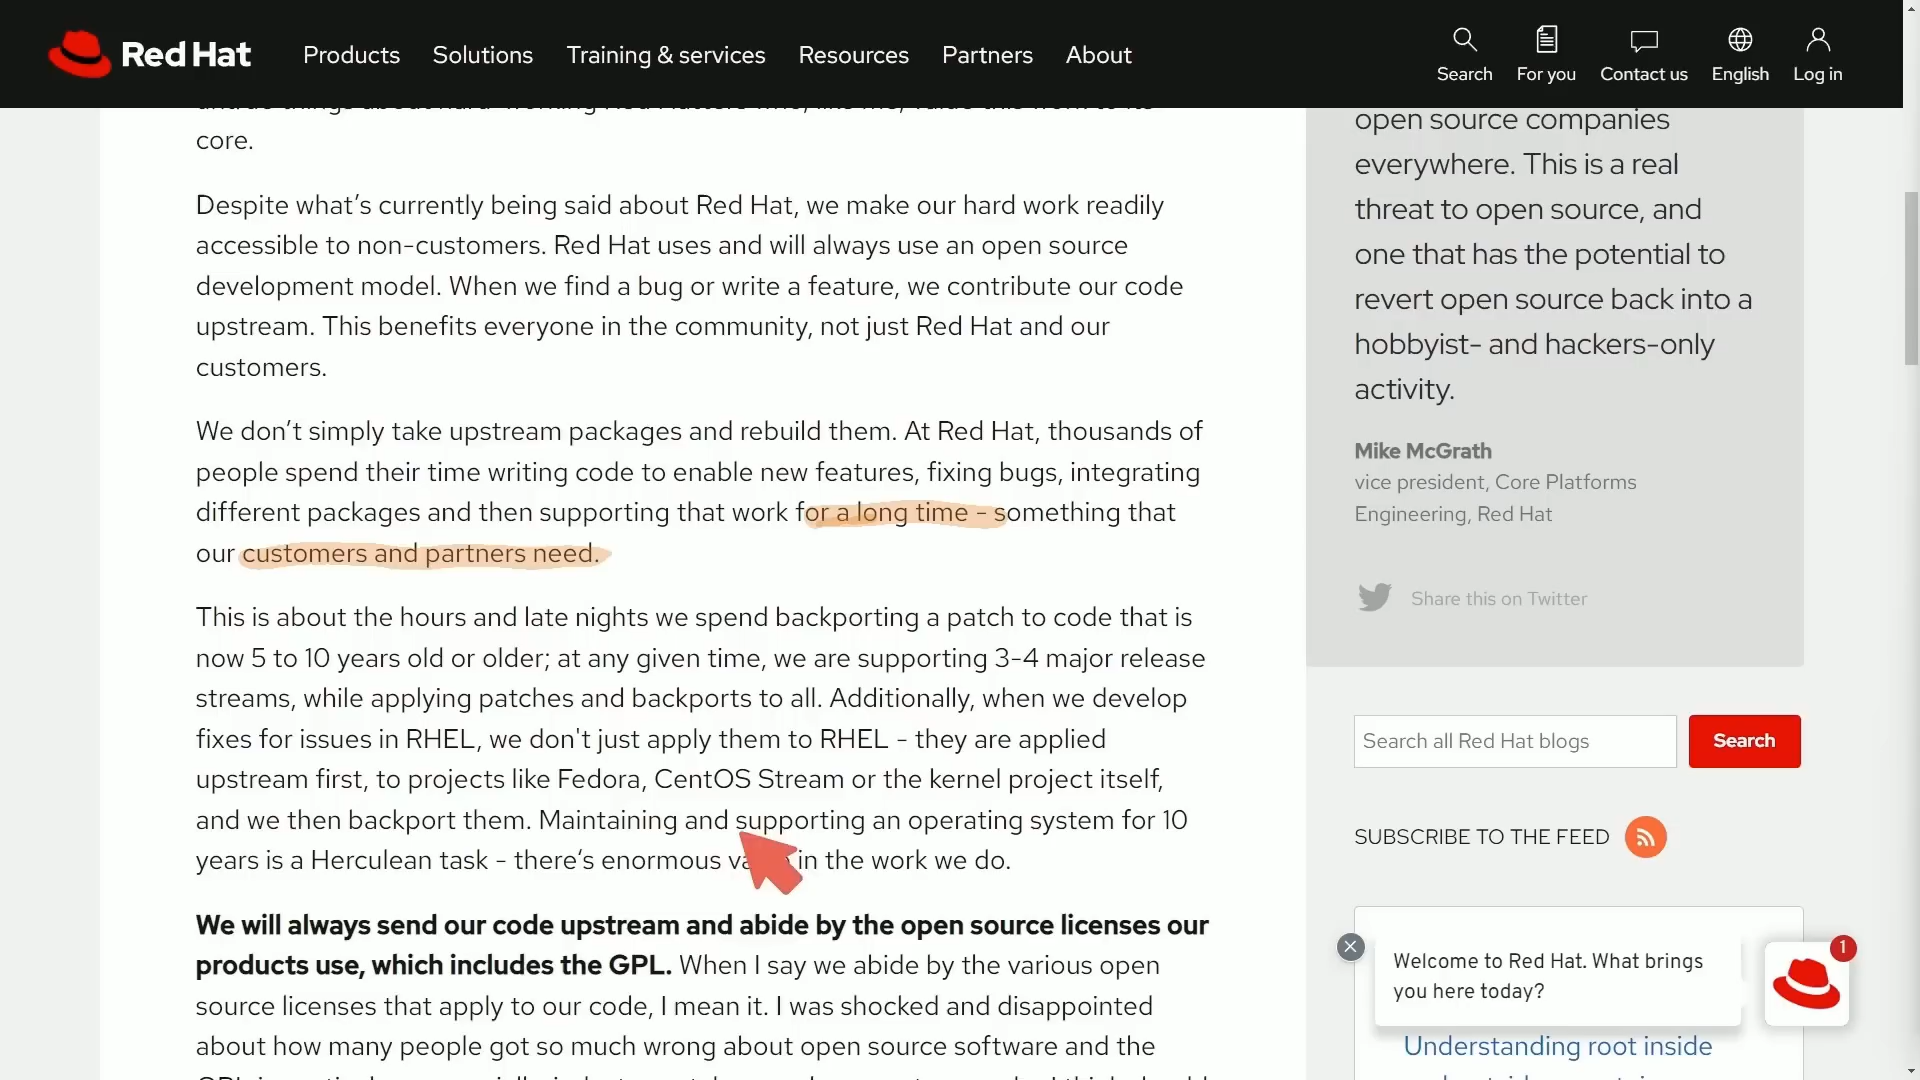 Red Hat
Products
Solutions
Training & services
Resources
Partners
About
Search
For you
Contact us
English
Log in
core.
Despite what’s currently being said about Red Hat, we make our hard work readily
accessible to non-customers. Red Hat uses and will always use an open source
development model. When we find a bug or write a feature, we contribute our code
upstream. This benefits everyone in the community, not just Red Hat and our
customers.
We don’t simply take upstream packages and rebuild them. At Red Hat, thousands of
people spend their time writing code to enable new features, fixing bugs, integrating
different packages and then supporting that work for a long time - something that
our customers and partners need.
This is about the hours and late nights we spend backporting a patch to code that is
now 5 to 10 years old or older; at any given time, we are supporting 3-4 major release
streams, while applying patches and backports to all. Additionally, when we develop
fixes for issues in RHEL, we don't just apply them to RHEL - they are applied
upstream first, to projects like Fedora, CentOS Stream or the kernel project itself,
and we then backport them. Maintaining and supporting an operating system for 10
years is a Herculean task - there’s enormous in the work we do.
We will always send our code upstream and abide by the open source licenses our
products use, which includes the GPL. When I say we abide by the various open
source licenses that apply to our code, I mean it. I was shocked and disappointed
about how many people got so much wrong about open source software and the
open source companies
everywhere. This is a real
threat to open source, and
one that has the potential to
revert open source back into a
hobbyist- and hackers-only
activity.
Mike McGrath
vice president, Core Platforms
Engineering, Red Hat
Share this on Twitter
Search all Red Hat blogs
Search
SUBSCRIBE TO THE FEED
Welcome to Red Hat. What brings
you here today?
1
Understanding root inside